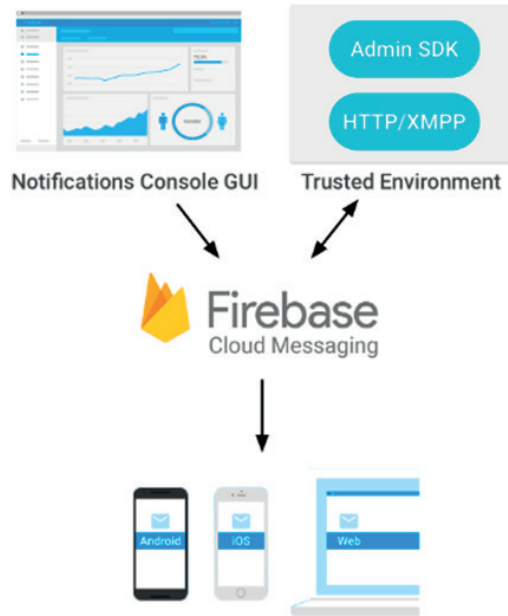 Admin SDK
HTTP/XMPP
Notifications Console GUI
Trusted Environment
Firebase
Cloud Messaging
Android
iOS
Web